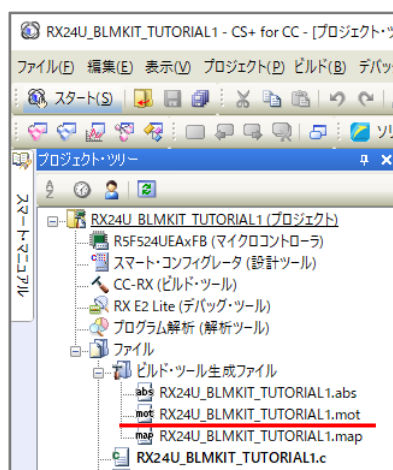 RX24U_BLMKIT_TUTORIAL1 - CS+ for CC - [プロジェクト・ツ
ファイル(F) 編集(E) 表示(V) プロジェクト(P) ビルド(B) デバッ
スタート(S)
ソリ
プロジェクト・ツリー
スマート・マニュアル
RX24U_BLMKIT_TUTORIAL1 (プロジェクト)
R5F524UEAxFB (マイクロコントローラ)
スマート・コンフィグレータ (設計ツール)
CC-RX (ビルド・ツール)
RX E2 Lite (デバッグ・ツール)
プログラム解析 (解析ツール)
ファイル
ビルド・ツール生成ファイル
abs RX24U_BLMKIT_TUTORIAL1.abs
mot RX24U_BLMKIT_TUTORIAL1.mot
map RX24U_BLMKIT_TUTORIAL1.map
RX24U_BLMKIT_TUTORIAL1.c